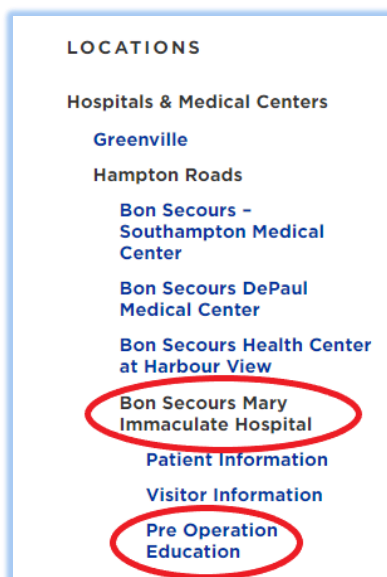 LOCATIONS
Hospitals & Medical Centers
Greenville
Hampton Roads
Bon Secours –
Southampton Medical
Center
Bon Secours DePaul
Medical Center
Bon Secours Health Center
at Harbour View
Bon Secours Mary
Immaculate Hospital
Patient Information
Visitor Information
Pre Operation
Education